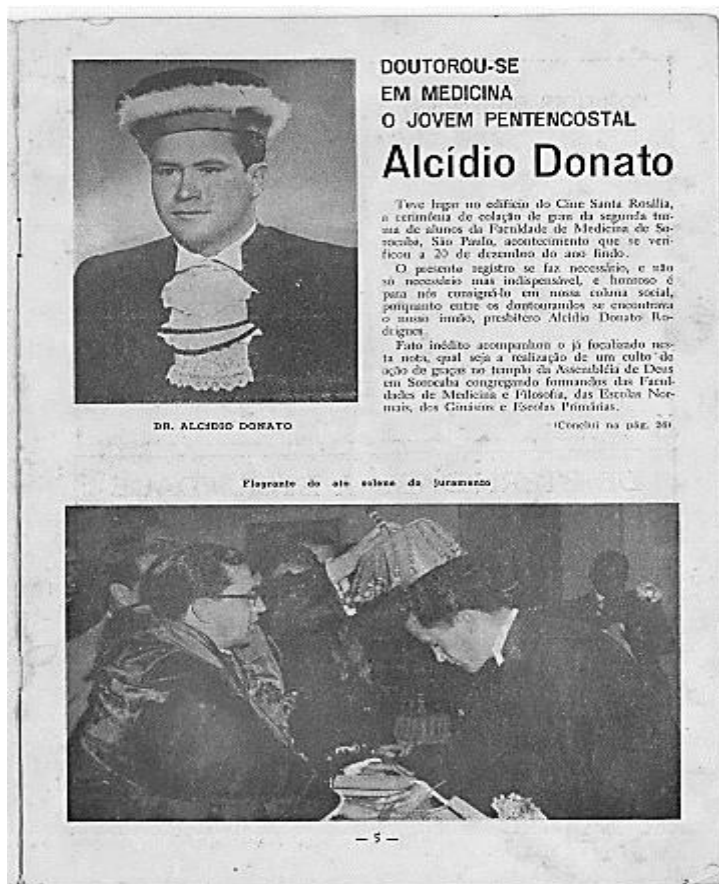 DOUTOROU-SE
EM MEDICINA
O JOVEM PENTENCOSTAL
Alcídio Donato
Teve lugar no edifício do Cine Santa Rosália,
a cerimônia de colação de grau da segunda tur-
ma de alunos da Faculdade de Medicina de So-
rocaba, São Paulo, acontecimento que se veri-
ficou a 20 de dezembro do ano findo.
O presente registro se faz necessário, e não
só necessário mas indispensável, e honroso é
para nós consigná-lo em nossa coluna social,
porquanto entre os doutorandos se encontrava
o nosso irmão, presbítero Alcídio Donato Ro-
drigues.
Fato inédito acompanhou o já focalizado nes-
ta nota, qual seja a realização de um culto de
ação de graças no templo da Assembléia de Deus
em Sorocaba congregando formandos das Facul-
dades de Medicina e Filosofia, das Escolas Nor-
mais, dos Ginásios e Escolas Primárias.
(Conclui na pág. 26)
DR. ALCIDIO DONATO
Flagrante do ato solene do juramento
— 5 —